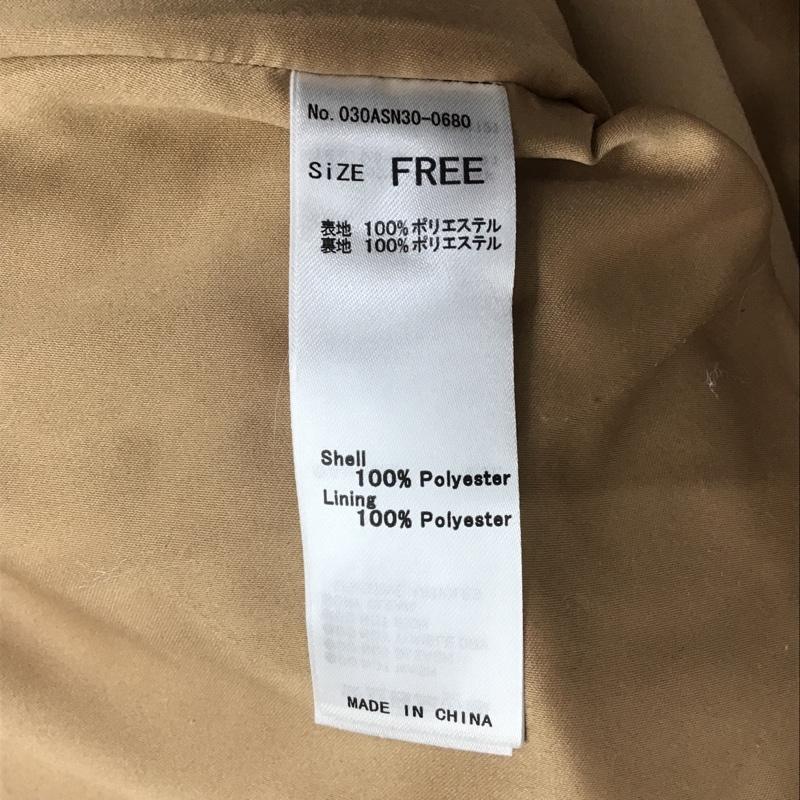 No. 030ASN30-0680
SiZE FREE
表地 100%ポリエステル
裏地 100%ポリエステル
Shell
100% Polyester
Lining
100% Polyester
MADE IN CHINA